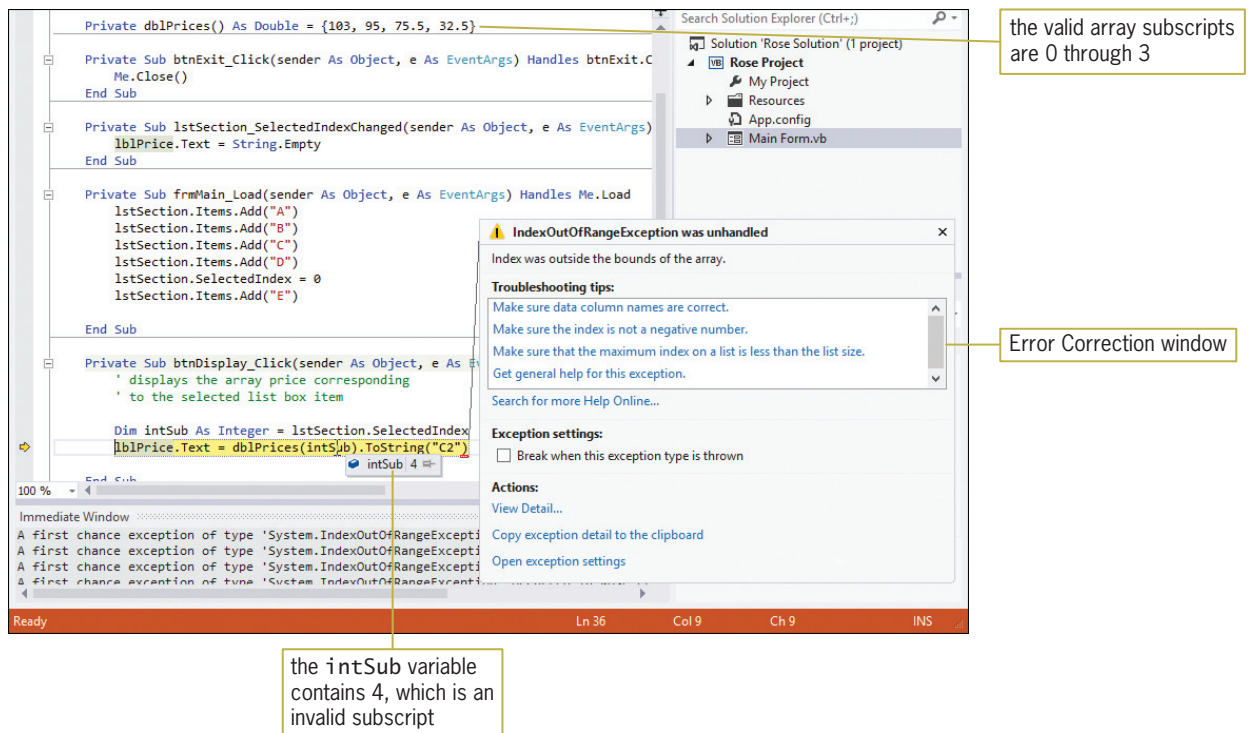 Private dblPrices() As Double = {103, 95, 75.5, 32.5}
Private Sub btnExit_Click(sender As Object, e As EventArgs) Handles btnExit.C
Me.Close()
End Sub
Private Sub lstSection_SelectedIndexChanged(sender As Object, e As EventArgs)
lblPrice.Text = String.Empty
End Sub
Private Sub frmMain_Load(sender As Object, e As EventArgs) Handles Me.Load
lstSection.Items.Add("A")
lstSection.Items.Add("B")
lstSection.Items.Add("C")
lstSection.Items.Add("D")
lstSection.SelectedIndex = 0
lstSection.Items.Add("E")
End Sub
Private Sub btnDisplay_Click(sender As Object, e As Ev
' displays the array price corresponding
' to the selected list box item
Dim intSub As Integer = lstSection.SelectedIndex
lblPrice.Text = dblPrices(intSub).ToString("C2")
intSub 4
End Sub
100 %
Immediate Window
A first chance exception of type 'System.IndexOutOfRangeExcepti
A first chance exception of type 'System.IndexOutOfRangeExcepti
A first chance exception of type 'System.IndexOutOfRangeExcepti
A first chance exception of type 'System.IndexOutOfRangeExcepti
Search Solution Explorer (Ctrl+;)
Solution 'Rose Solution' (1 project)
VB Rose Project
My Project
Resources
App.config
Main Form.vb
IndexOutOfRangeException was unhandled
Index was outside the bounds of the array.
Troubleshooting tips:
Make sure data column names are correct.
Make sure the index is not a negative number.
Make sure that the maximum index on a list is less than the list size.
Get general help for this exception.
Search for more Help Online...
Exception settings:
Break when this exception type is thrown
Actions:
View Detail...
Copy exception detail to the clipboard
Open exception settings
Ready Ln 36 Col 9 Ch 9 INS
the valid array subscripts
are 0 through 3
Error Correction window
the intSub variable
contains 4, which is an
invalid subscript